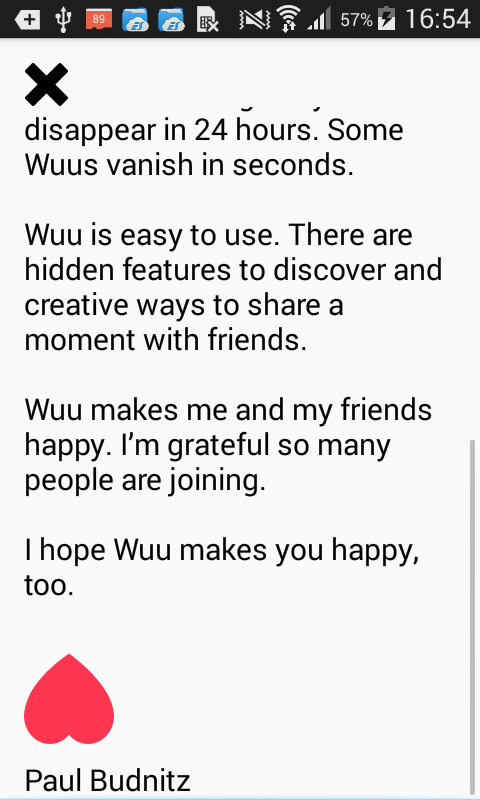 89 57% 16:54
disappear in 24 hours. Some
Wuus vanish in seconds.
Wuu is easy to use. There are
hidden features to discover and
creative ways to share a
moment with friends.
Wuu makes me and my friends
happy. I’m grateful so many
people are joining.
I hope Wuu makes you happy,
too.
Paul Budnitz